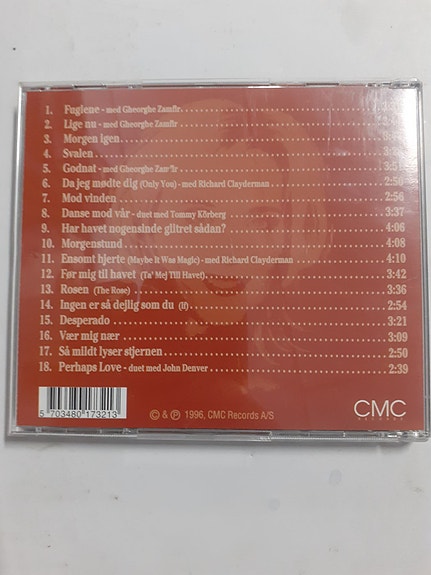 1. Fuglene - med Gheorghe Zamfir
2. Lige nu - med Gheorghe Zamfir
3. Morgen igen
4. Svalen
5. Godnat - med Gheorghe Zamfir
6. Da jeg mødte dig (Only You) - med Richard Clayderman 2:56
7. Mod vinden 2:56
8. Danse mod vår - duet med Tommy Körberg 3:37
9. Har havet nogensinde glitret sådan? 4:06
10. Morgenstund 4:08
11. Ensomt hjerte (Maybe It Was Magic) - med Richard Clayderman 4:10
12. Før mig til havet (Ta' Mej Till Havet) 3:42
13. Rosen (The Rose) 3:36
14. Ingen er så dejlig som du (If) 2:54
15. Desperado 3:21
16. Vær mig nær 3:09
17. Så mildt lyser stjernen 2:50
18. Perhaps Love - duet med John Denver 2:39
5 703480 173213
© & ℗ 1996, CMC Records A/S
CMC
RECORDS